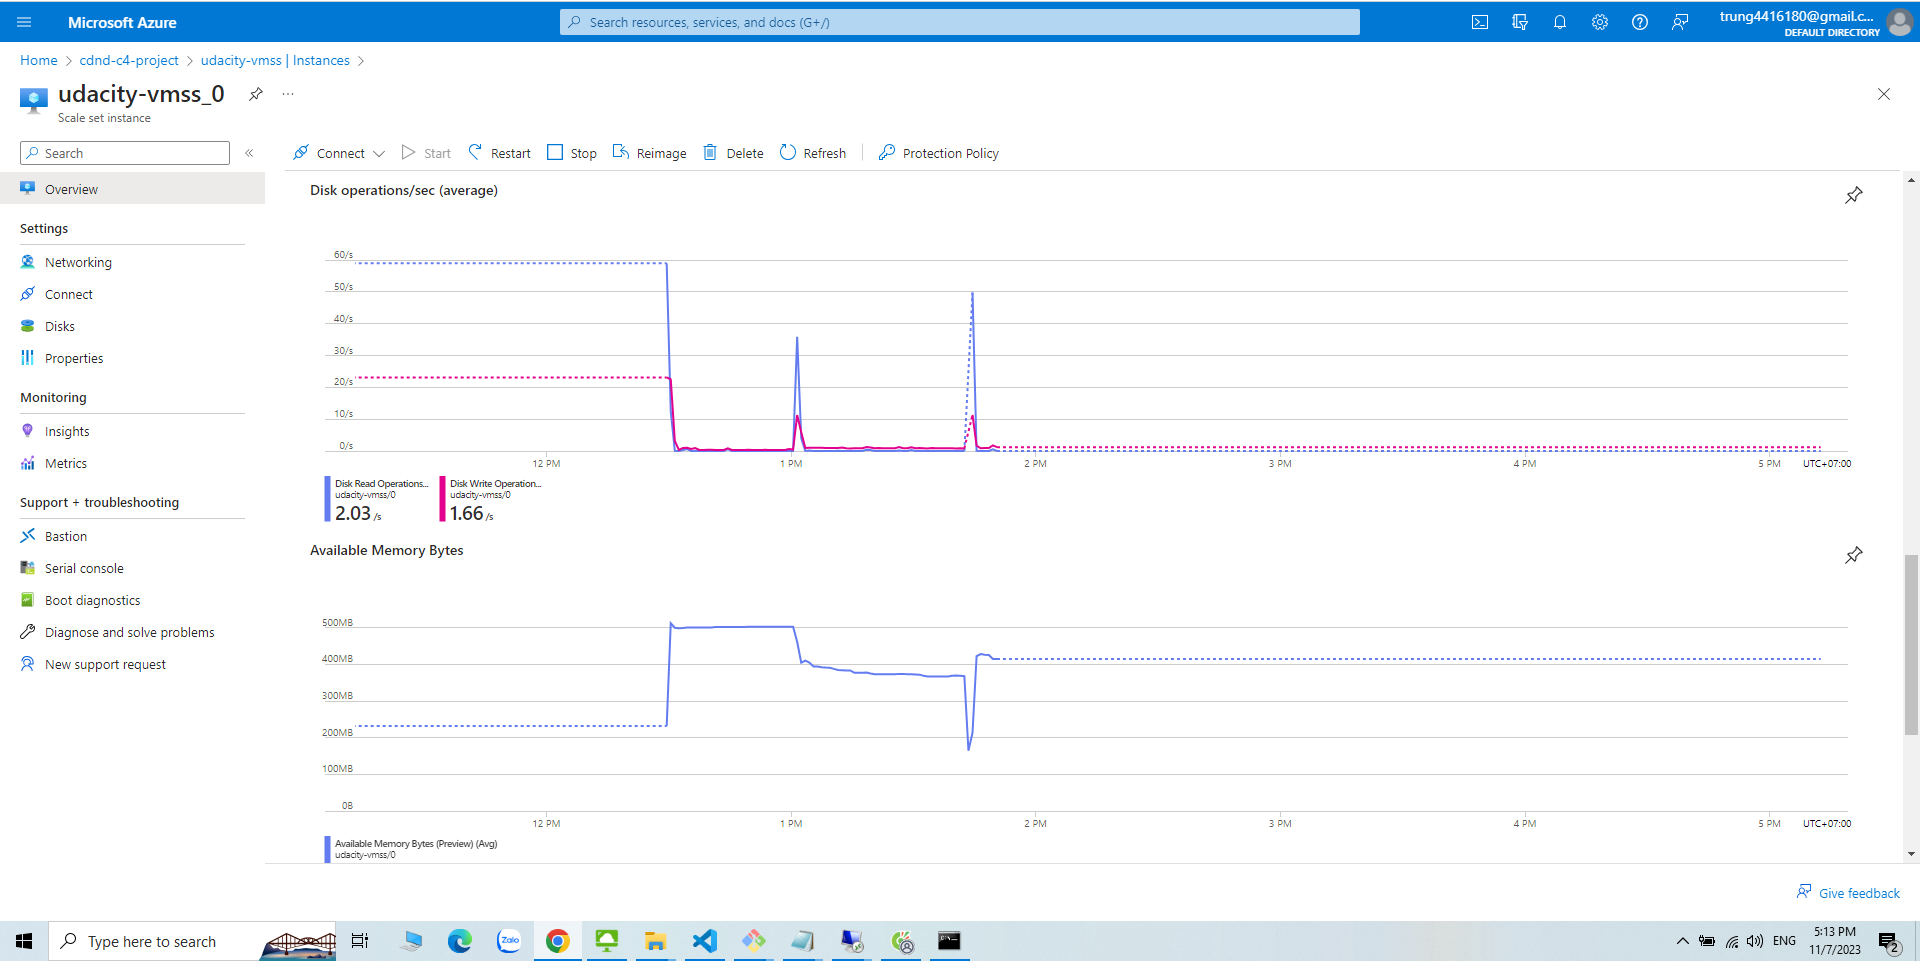 Microsoft Azure
Search resources, services, and docs (G+/)
trung4416180@gmail.c...
DEFAULT DIRECTORY
Home > cdnd-c4-project > udacity-vmss | Instances >
udacity-vmss_0
Scale set instance
Search
Connect Start Restart Stop Reimage Delete Refresh Protection Policy
Overview
Settings
Networking
Connect
Disks
Properties
Monitoring
Insights
Metrics
Support + troubleshooting
Bastion
Serial console
Boot diagnostics
Diagnose and solve problems
New support request
Disk operations/sec (average)
60/s
50/s
40/s
30/s
20/s
10/s
0/s
12 PM 1 PM 2 PM 3 PM 4 PM 5 PM UTC+07:00
Disk Read Operations...
udacity-vmss/0
2.03 /s
Disk Write Operation...
udacity-vmss/0
1.66 /s
Available Memory Bytes
500MB
400MB
300MB
200MB
100MB
0B
12 PM 1 PM 2 PM 3 PM 4 PM 5 PM UTC+07:00
Available Memory Bytes (Preview) (Avg)
udacity-vmss/0
Give feedback
Type here to search
Zalo
ENG
5:13 PM
11/7/2023
2